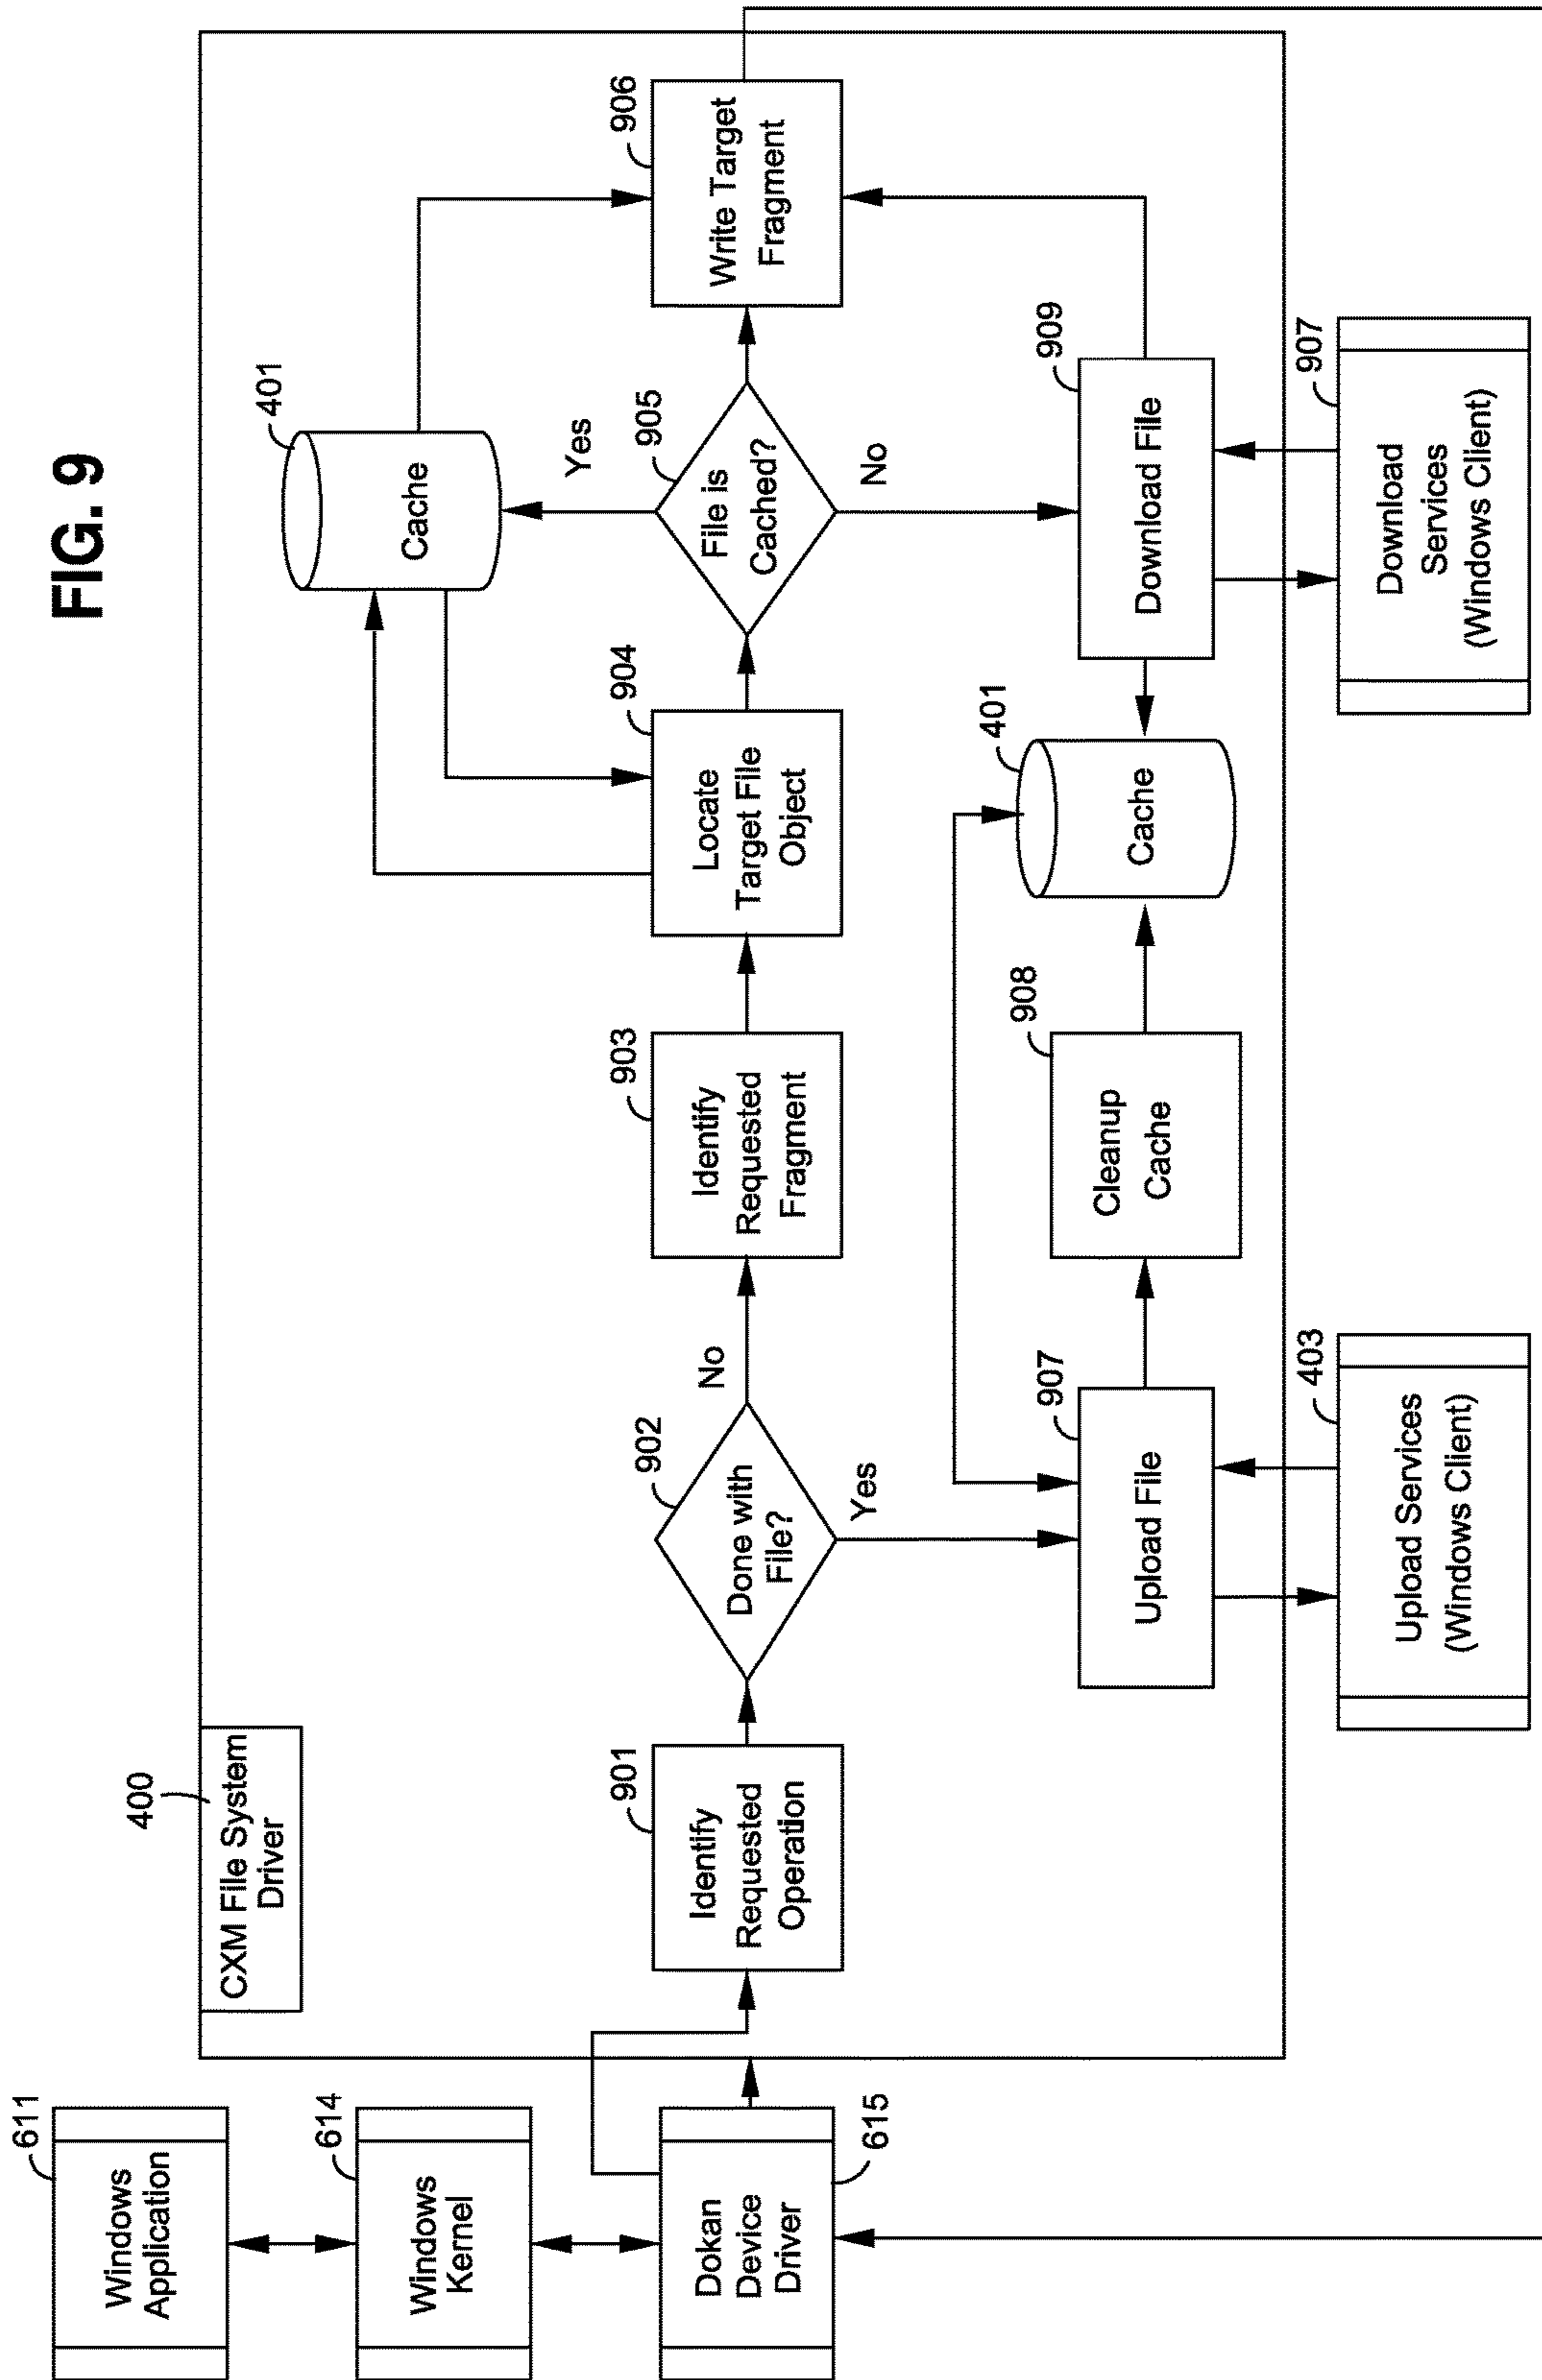 FIG. 9
611
Windows
Application
614
Windows
Kernel
615
Dokan
Device
Driver
400
CXM File System
Driver
901
Identify
Requested
Operation
902
Done with
File?
No
Yes
903
Identify
Requested
Fragment
904
Locate
Target File
Object
401
Cache
905
File is
Cached?
Yes
No
906
Write Target
Fragment
907
Upload File
908
Cleanup
Cache
401
Cache
909
Download File
403
Upload Services
(Windows Client)
907
Download
Services
(Windows Client)